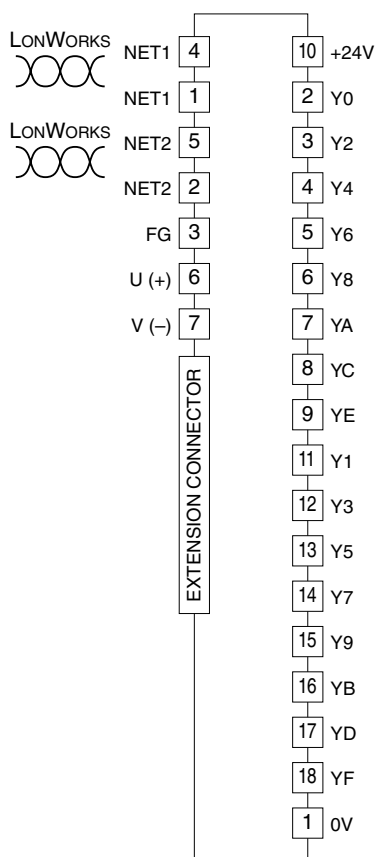 LONWORKS
NET1 4
NET1 1
LONWORKS
NET2 5
NET2 2
FG 3
U (+) 6
V (–) 7
EXTENSION CONNECTOR
10 +24V
2 Y0
3 Y2
4 Y4
5 Y6
6 Y8
7 YA
8 YC
9 YE
11 Y1
12 Y3
13 Y5
14 Y7
15 Y9
16 YB
17 YD
18 YF
1 0V